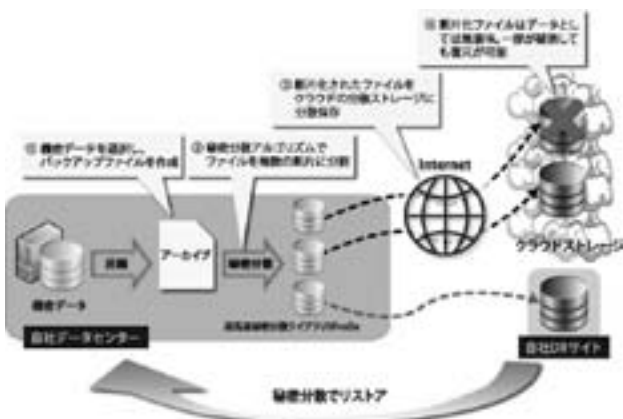 ① 機密データを選択し、
バックアップファイルを作成
② 秘密分散アルゴリズムで
ファイルを複数の断片に分割
③ 断片化されたファイルを
クラウドの分散ストレージに
分散保存
④ 断片化ファイルはデータとし
ては無意味。一部が破損して
も復元が可能
Internet
機密データ
アーカイブ
秘密分散
クラウドストレージ
自社データセンター
自社DRサイト
秘密分散でリストア